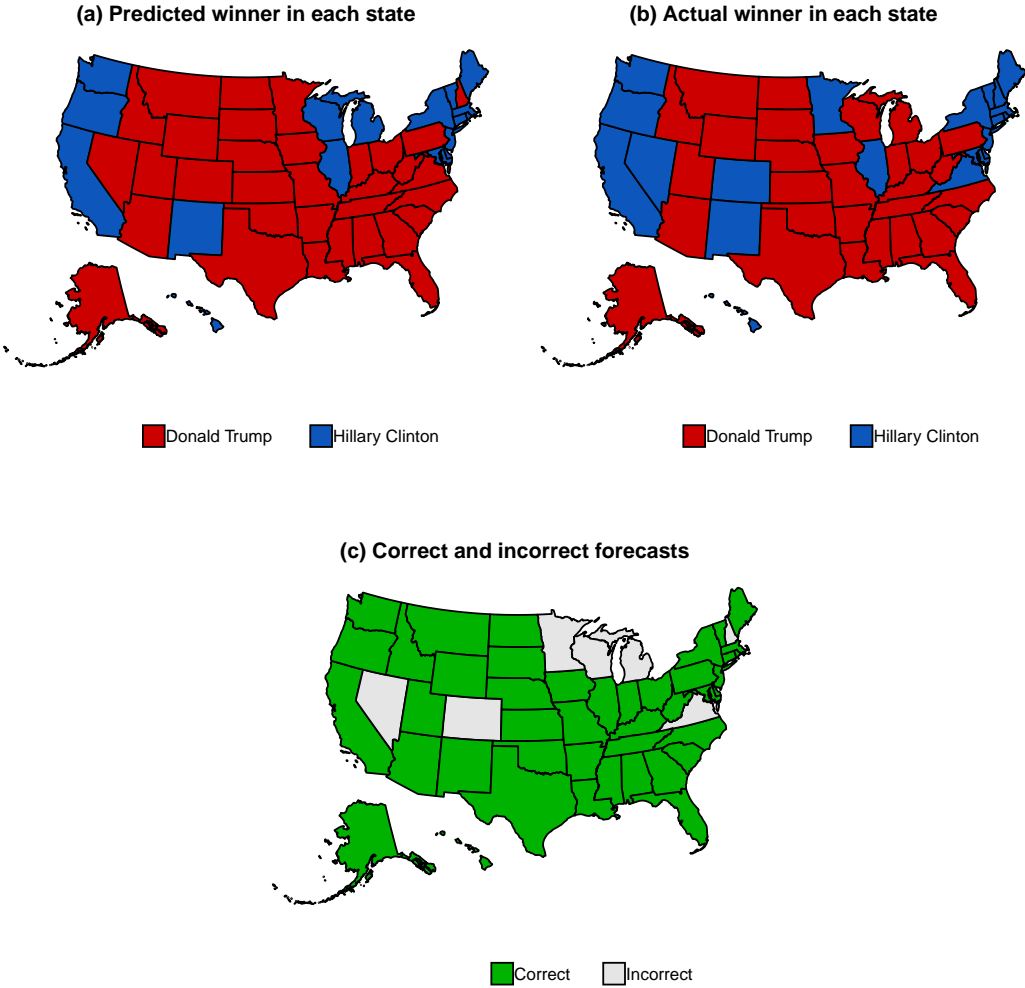 (a) Predicted winner in each state
(b) Actual winner in each state
Donald Trump
Hillary Clinton
Donald Trump
Hillary Clinton
(c) Correct and incorrect forecasts
Correct
Incorrect